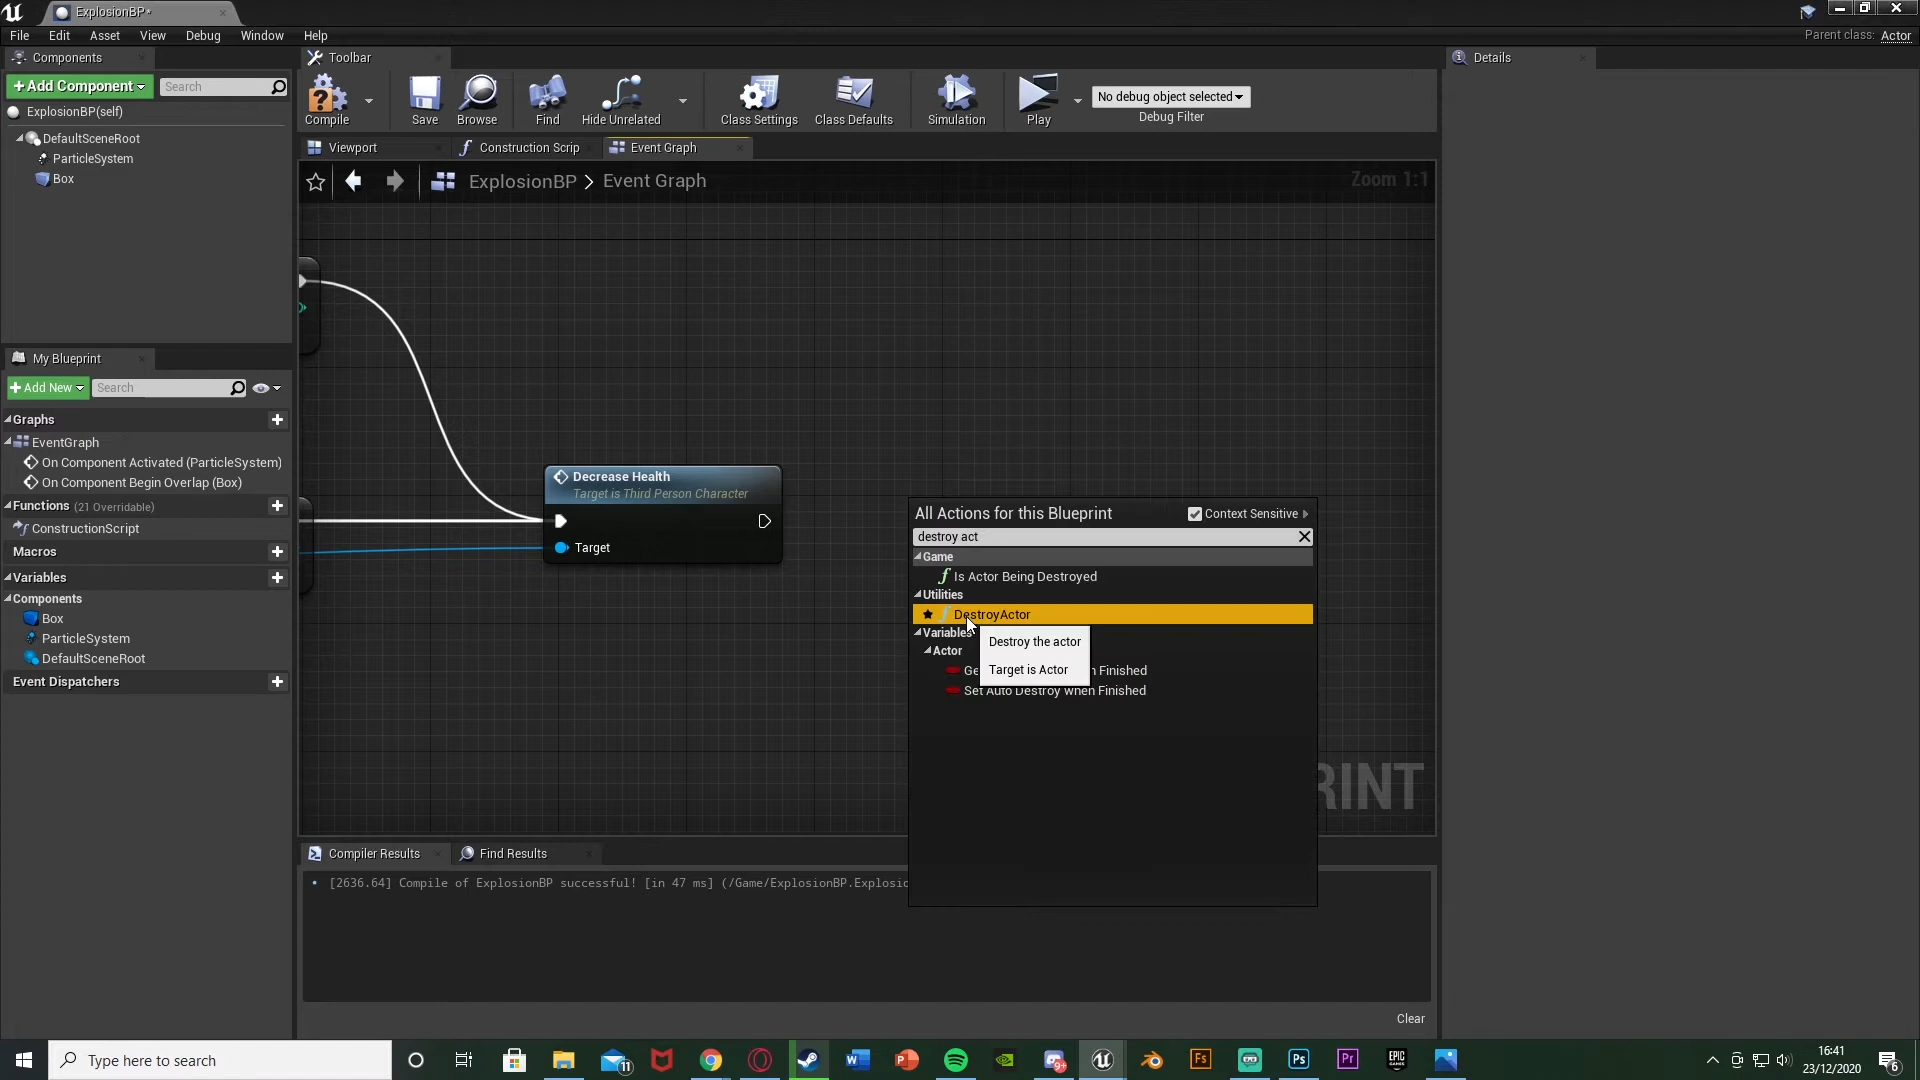 ExplosionBP*
File Edit Asset View Debug Window Help
Parent class: Actor
Components
Toolbar
Details
+Add Component
Search
ExplosionBP(self)
DefaultSceneRoot
ParticleSystem
Box
Compile
Save
Browse
Find
Hide Unrelated
Class Settings
Class Defaults
Simulation
Play
No debug object selected
Debug Filter
Viewport
Construction Scrip
Event Graph
ExplosionBP > Event Graph
Zoom 1:1
My Blueprint
+Add New
Search
Graphs
EventGraph
On Component Activated (ParticleSystem)
On Component Begin Overlap (Box)
Functions (21 Overridable)
ConstructionScript
Macros
Variables
Components
Box
ParticleSystem
DefaultSceneRoot
Event Dispatchers
Decrease Health
Target is Third Person Character
Target
All Actions for this Blueprint
Context Sensitive
destroy act
Game
Is Actor Being Destroyed
Utilities
DestroyActor
Variables
Destroy the actor
Actor
Target is Actor
Finished
Set Auto Destroy when Finished
RINT
Compiler Results
Find Results
[2636.64] Compile of ExplosionBP successful! [in 47 ms] (/Game/ExplosionBP.Explosio
Clear
Type here to search
11
9+
Fs
Ps
Pr
EPIC
16:41
23/12/2020
6